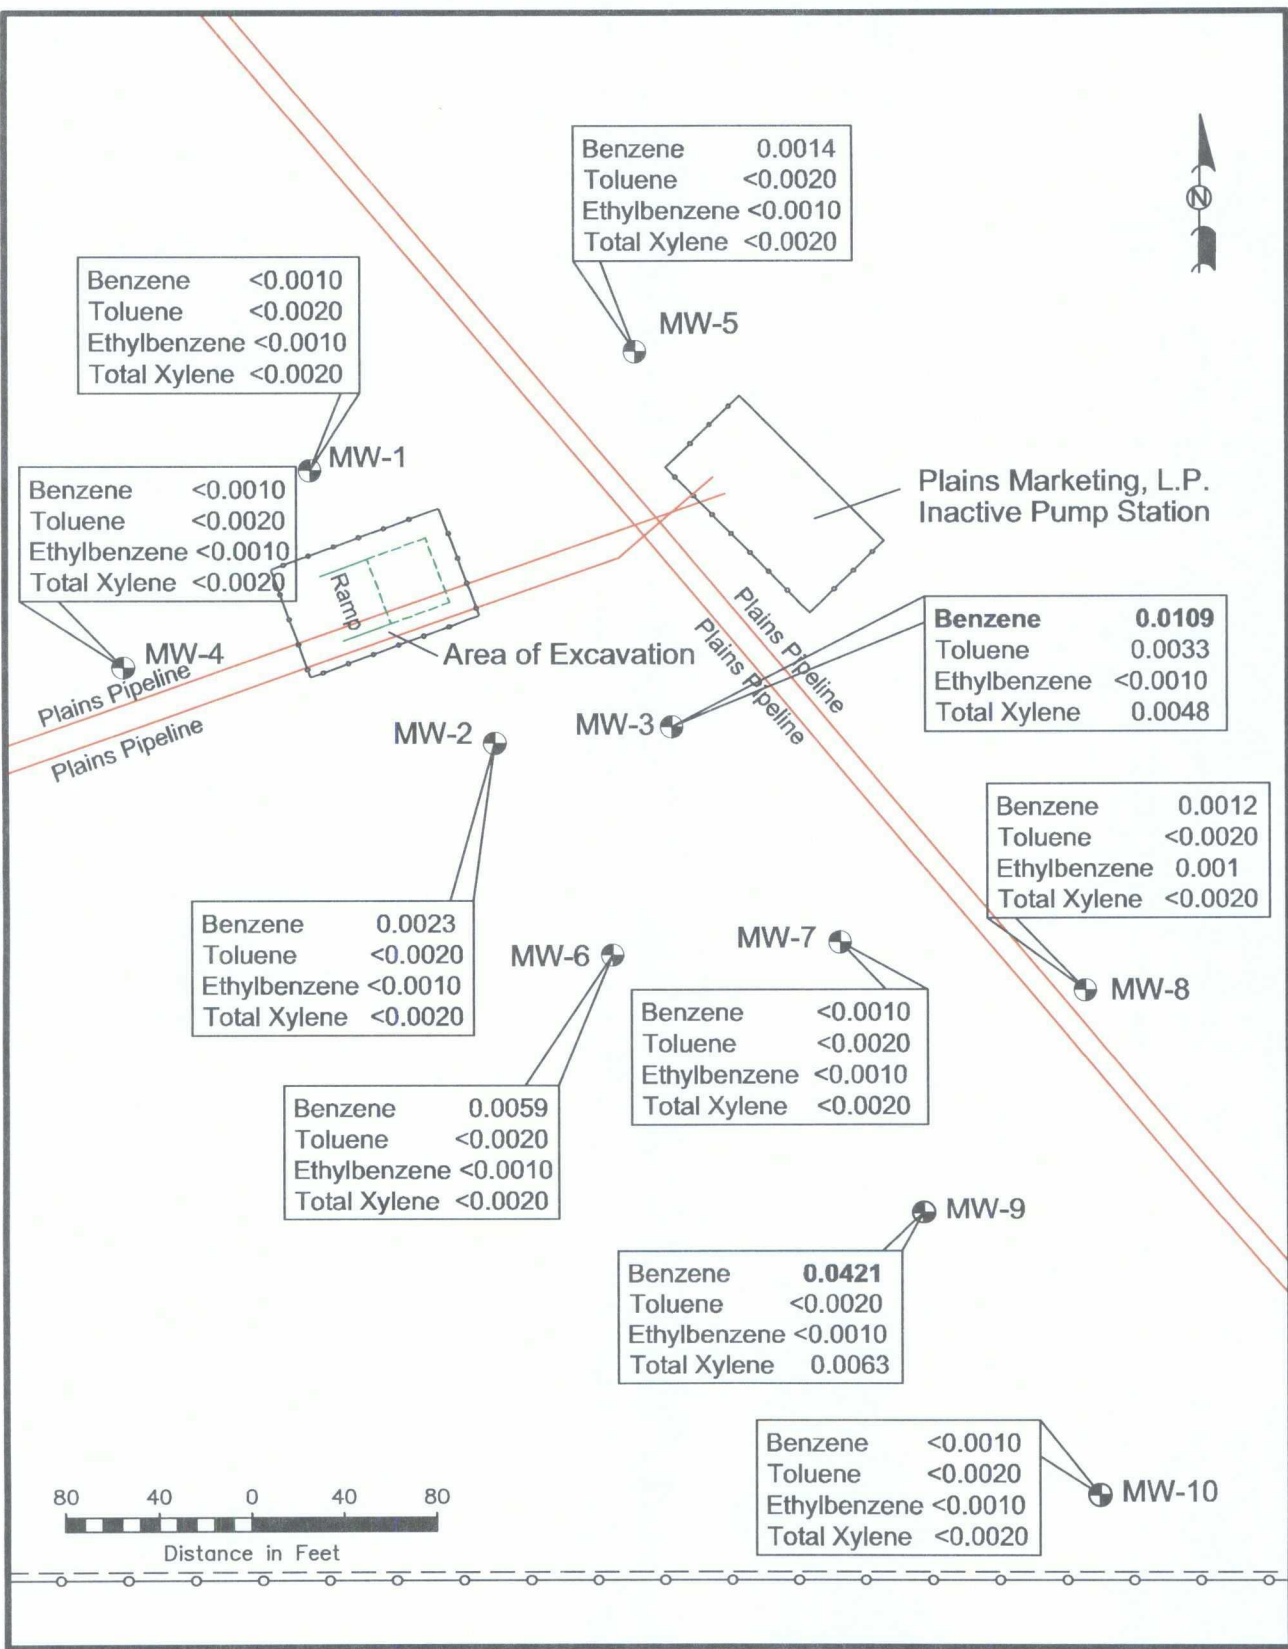 Benzene 0.0014
Toluene <0.0020
Ethylbenzene <0.0010
Total Xylene <0.0020
N
MW-5
Benzene <0.0010
Toluene <0.0020
Ethylbenzene <0.0010
Total Xylene <0.0020
MW-1
Benzene <0.0010
Toluene <0.0020
Ethylbenzene <0.0010
Total Xylene <0.0020
MW-4
Plains Marketing, L.P.
Inactive Pump Station
Ramp
Area of Excavation
Plains Pipeline
Plains Pipeline
Plains Pipeline
Plains Pipeline
Benzene 0.0109
Toluene 0.0033
Ethylbenzene <0.0010
Total Xylene 0.0048
MW-2
MW-3
Benzene 0.0012
Toluene <0.0020
Ethylbenzene 0.001
Total Xylene <0.0020
MW-8
Benzene 0.0023
Toluene <0.0020
Ethylbenzene <0.0010
Total Xylene <0.0020
MW-6
MW-7
Benzene <0.0010
Toluene <0.0020
Ethylbenzene <0.0010
Total Xylene <0.0020
Benzene 0.0059
Toluene <0.0020
Ethylbenzene <0.0010
Total Xylene <0.0020
MW-9
Benzene 0.0421
Toluene <0.0020
Ethylbenzene <0.0010
Total Xylene 0.0063
Benzene <0.0010
Toluene <0.0020
Ethylbenzene <0.0010
Total Xylene <0.0020
MW-10
80 40 0 40 80
Distance in Feet